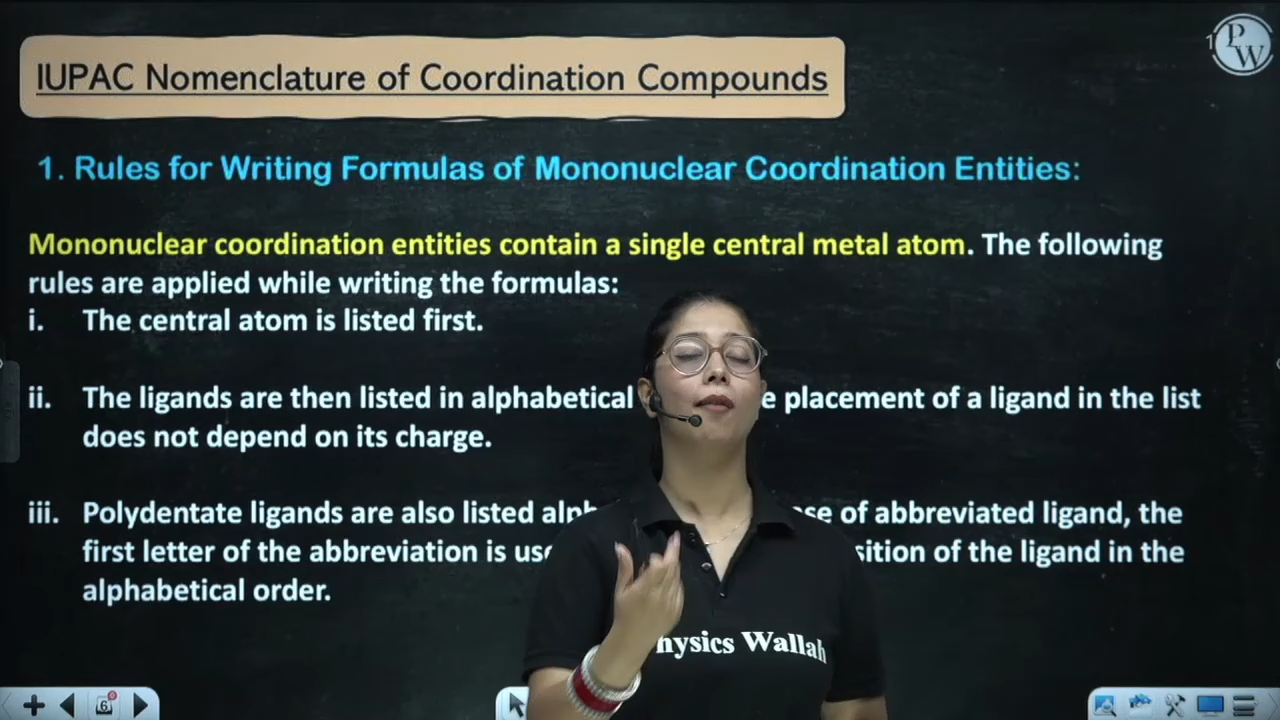 IUPAC Nomenclature of Coordination Compounds
PW
1. Rules for Writing Formulas of Mononuclear Coordination Entities:
Mononuclear coordination entities contain a single central metal atom. The following
rules are applied while writing the formulas:
i. The central atom is listed first.
ii. The ligands are then listed in alphabetical placement of a ligand in the list
does not depend on its charge.
iii. Polydentate ligands are also listed of abbreviated ligand, the
first letter of the abbreviation is of the ligand in the
alphabetical order.
hysics Wallah
6